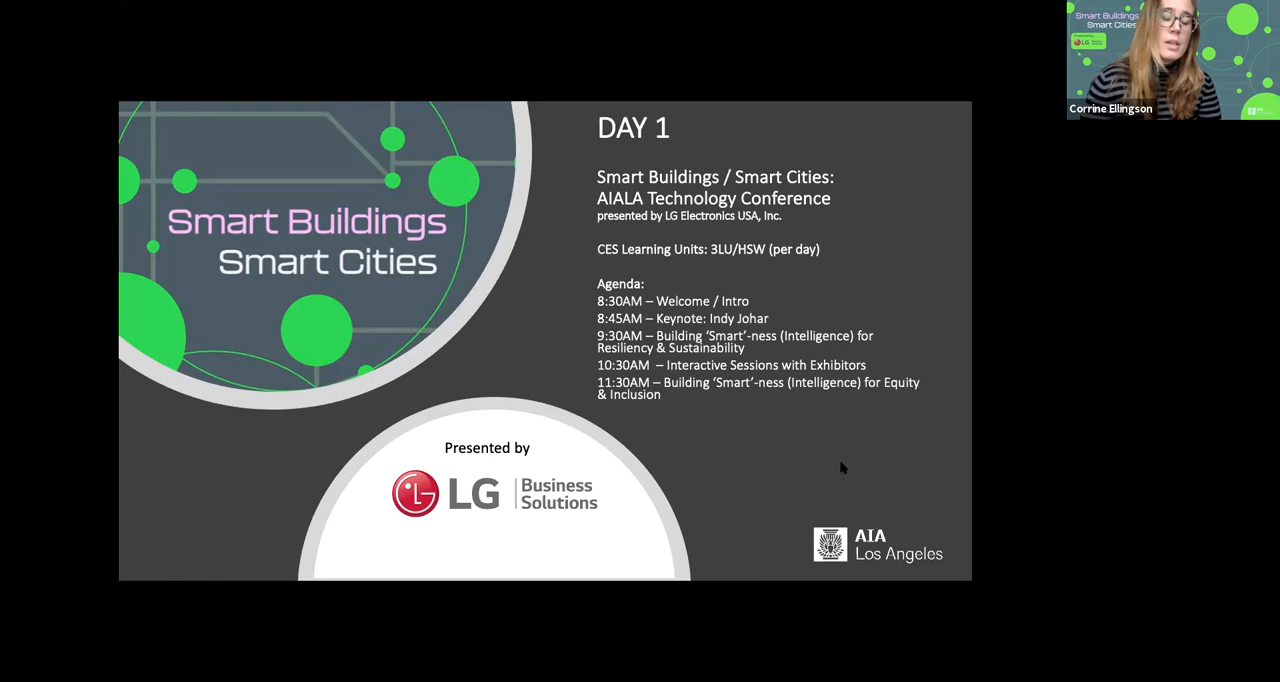 Smart Buildings
Smart Cities
LG
Corrine Ellingson
DAY 1
Smart Buildings / Smart Cities:
AIALA Technology Conference
presented by LG Electronics USA, Inc.
CES Learning Units: 3LU/HSW (per day)
Agenda:
8:30AM – Welcome / Intro
8:45AM – Keynote: Indy Johar
9:30AM – Building ‘Smart’-ness (Intelligence) for
Resiliency & Sustainability
10:30AM  – Interactive Sessions with Exhibitors
11:30AM – Building ‘Smart’-ness (Intelligence) for Equity
& Inclusion
Smart Buildings
Smart Cities
Presented by
LG Business
Solutions
AIA
Los Angeles